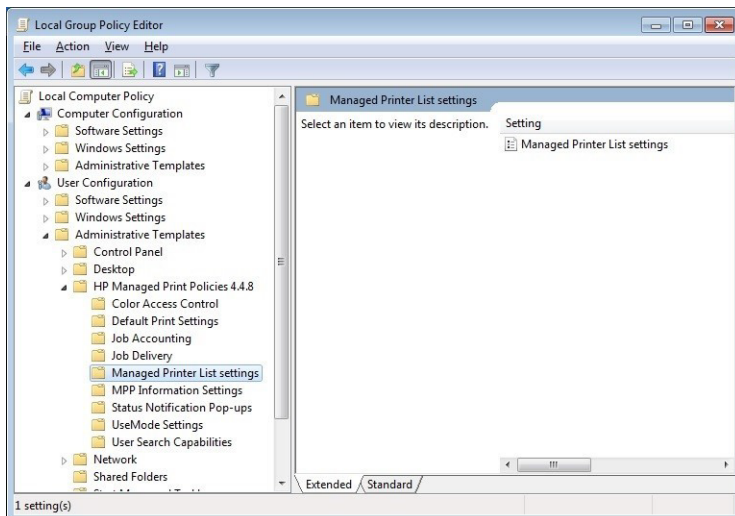 Local Group Policy Editor
File Action View Help
Local Computer Policy
Computer Configuration
Software Settings
Windows Settings
Administrative Templates
User Configuration
Software Settings
Windows Settings
Administrative Templates
Control Panel
Desktop
HP Managed Print Policies 4.4.8
Color Access Control
Default Print Settings
Job Accounting
Job Delivery
Managed Printer List settings
MPP Information Settings
Status Notification Pop-ups
UseMode Settings
User Search Capabilities
Network
Shared Folders
Managed Printer List settings
Select an item to view its description.
Setting
Managed Printer List settings
Extended Standard
1 setting(s)